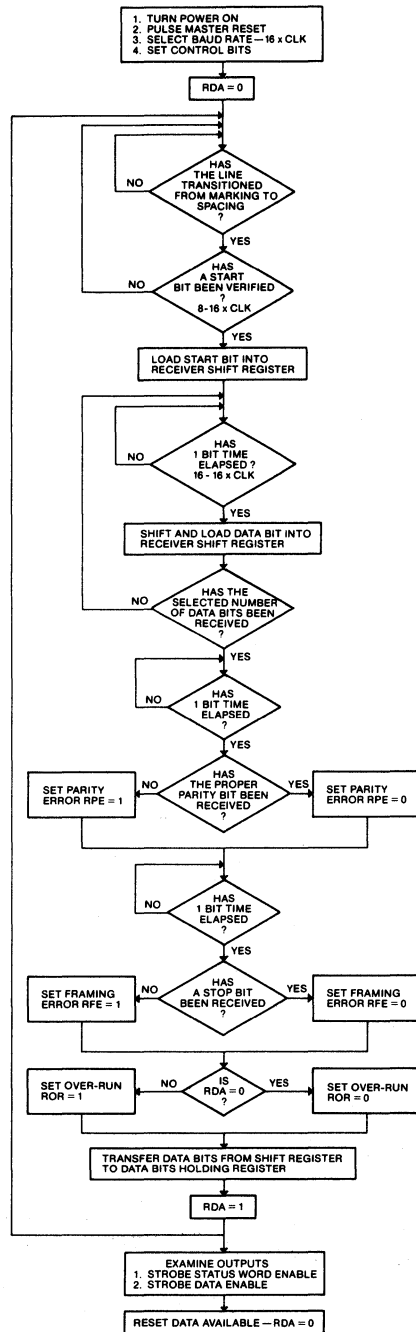 1. TURN POWER ON
2. PULSE MASTER RESET
3. SELECT BAUD RATE — 16 x CLK
4. SET CONTROL BITS
RDA = 0
HAS
THE LINE
TRANSITIONED
FROM MARKING TO
SPACING
?
NO
YES
HAS
A START
BIT BEEN VERIFIED
?
8-16 x CLK
NO
YES
LOAD START BIT INTO
RECEIVER SHIFT REGISTER
HAS
1 BIT TIME
ELAPSED ?
16 - 16 x CLK
NO
YES
SHIFT AND LOAD DATA BIT INTO
RECEIVER SHIFT REGISTER
HAS THE
SELECTED NUMBER
OF DATA BITS BEEN
RECEIVED
?
NO
YES
HAS
1 BIT TIME
ELAPSED
?
NO
YES
HAS
THE PROPER
PARITY BIT BEEN
RECEIVED
?
NO
YES
SET PARITY
ERROR RPE = 1
SET PARITY
ERROR RPE = 0
HAS
1 BIT TIME
ELAPSED
?
NO
YES
HAS
A STOP BIT
BEEN RECEIVED
?
NO
YES
SET FRAMING
ERROR RFE = 1
SET FRAMING
ERROR RFE = 0
IS
RDA = 0
?
NO
YES
SET OVER-RUN
ROR = 1
SET OVER-RUN
ROR = 0
TRANSFER DATA BITS FROM SHIFT REGISTER
TO DATA BITS HOLDING REGISTER
RDA = 1
EXAMINE OUTPUTS
1. STROBE STATUS WORD ENABLE
2. STROBE DATA ENABLE
RESET DATA AVAILABLE — RDA = 0